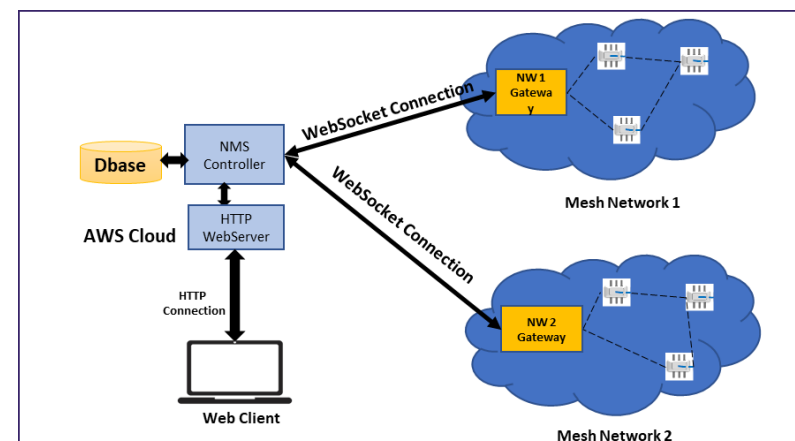 NW 1
Gatewa
y
WebSocket Connection
Mesh Network 1
Dbase
NMS
Controller
HTTP
WebServer
AWS Cloud
HTTP
Connection
Web Client
WebSocket Connection
NW 2
Gateway
Mesh Network 2